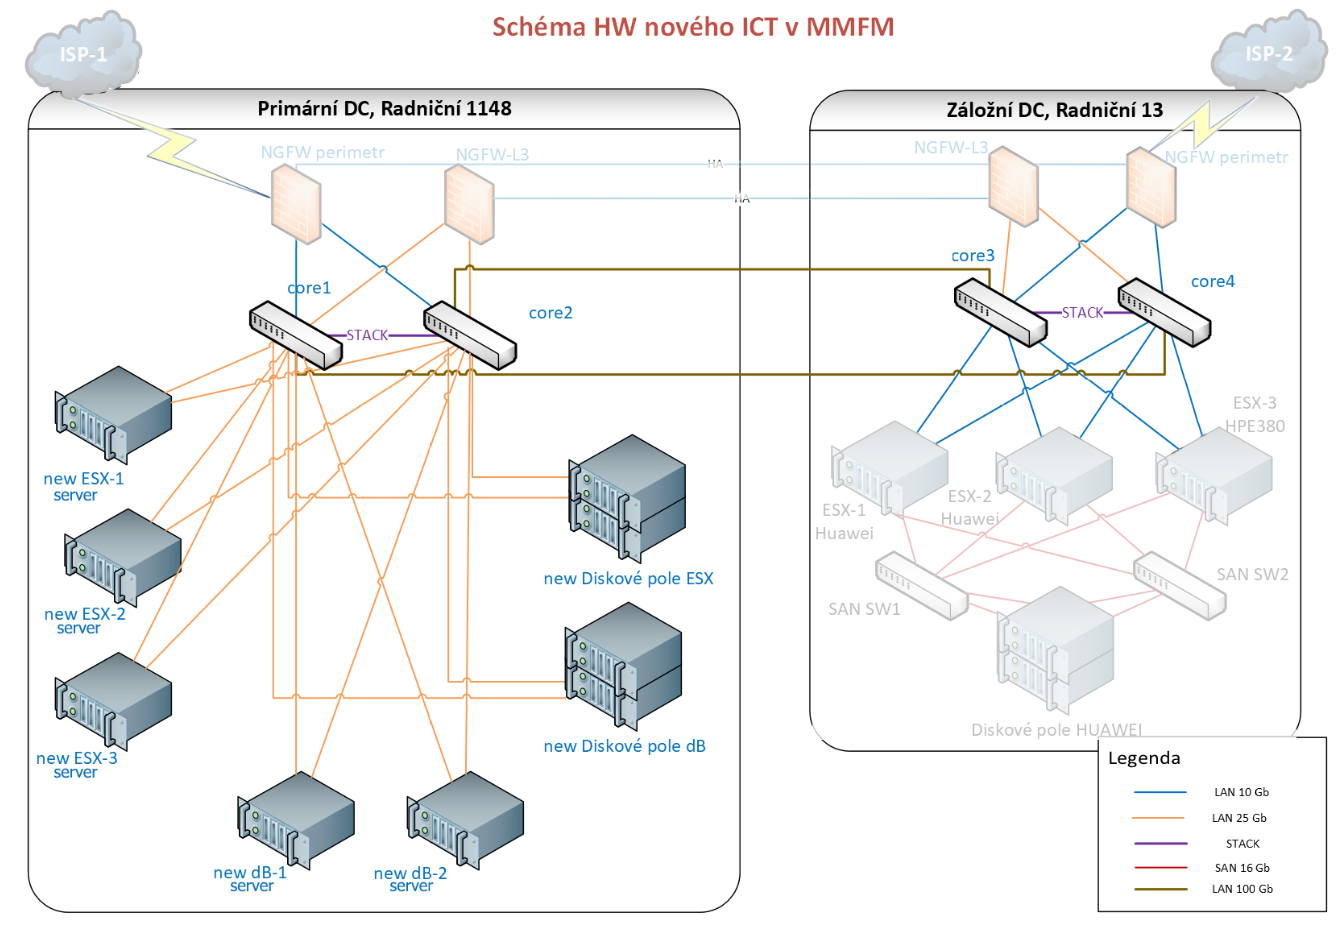 Schéma HW nového ICT v MMFM
ISP-1
ISP-2
Primární DC, Radniční 1148
Záložní DC, Radniční 13
NGFW perimetr
NGFW-L3
HA
HA
NGFW-L3
NGFW perimetr
core1
core2
STACK
core3
core4
STACK
new ESX-1
server
new ESX-2
server
new ESX-3
server
new Diskové pole ESX
new Diskové pole dB
new dB-1
server
new dB-2
server
ESX-3
HPE380
ESX-2
Huawei
ESX-1
Huawei
SAN SW1
SAN SW2
Diskové pole HUAWEI
Legenda
LAN 10 Gb
LAN 25 Gb
STACK
SAN 16 Gb
LAN 100 Gb